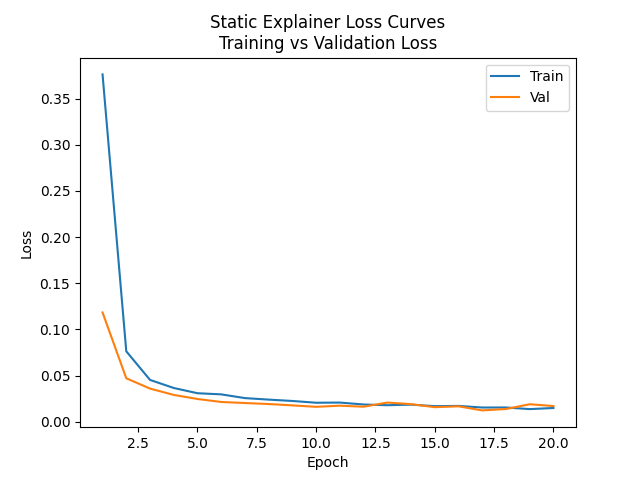 Static Explainer Loss Curves
Training vs Validation Loss
Train
Val
Loss
0.35
0.30
0.25
0.20
0.15
0.10
0.05
0.00
2.5 5.0 7.5 10.0 12.5 15.0 17.5 20.0
Epoch